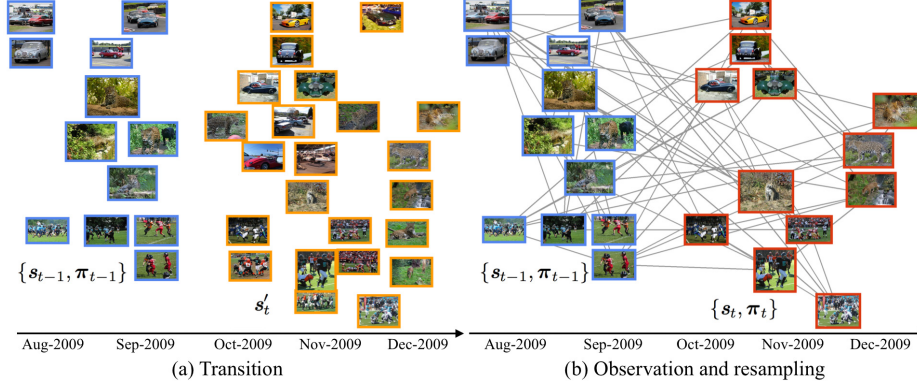 {s_{t−1}, π_{t−1}}
s′_t
Aug-2009 Sep-2009 Oct-2009 Nov-2009 Dec-2009
(a) Transition
{s_{t−1}, π_{t−1}}
{s_t, π_t}
Aug-2009 Sep-2009 Oct-2009 Nov-2009 Dec-2009
(b) Observation and resampling